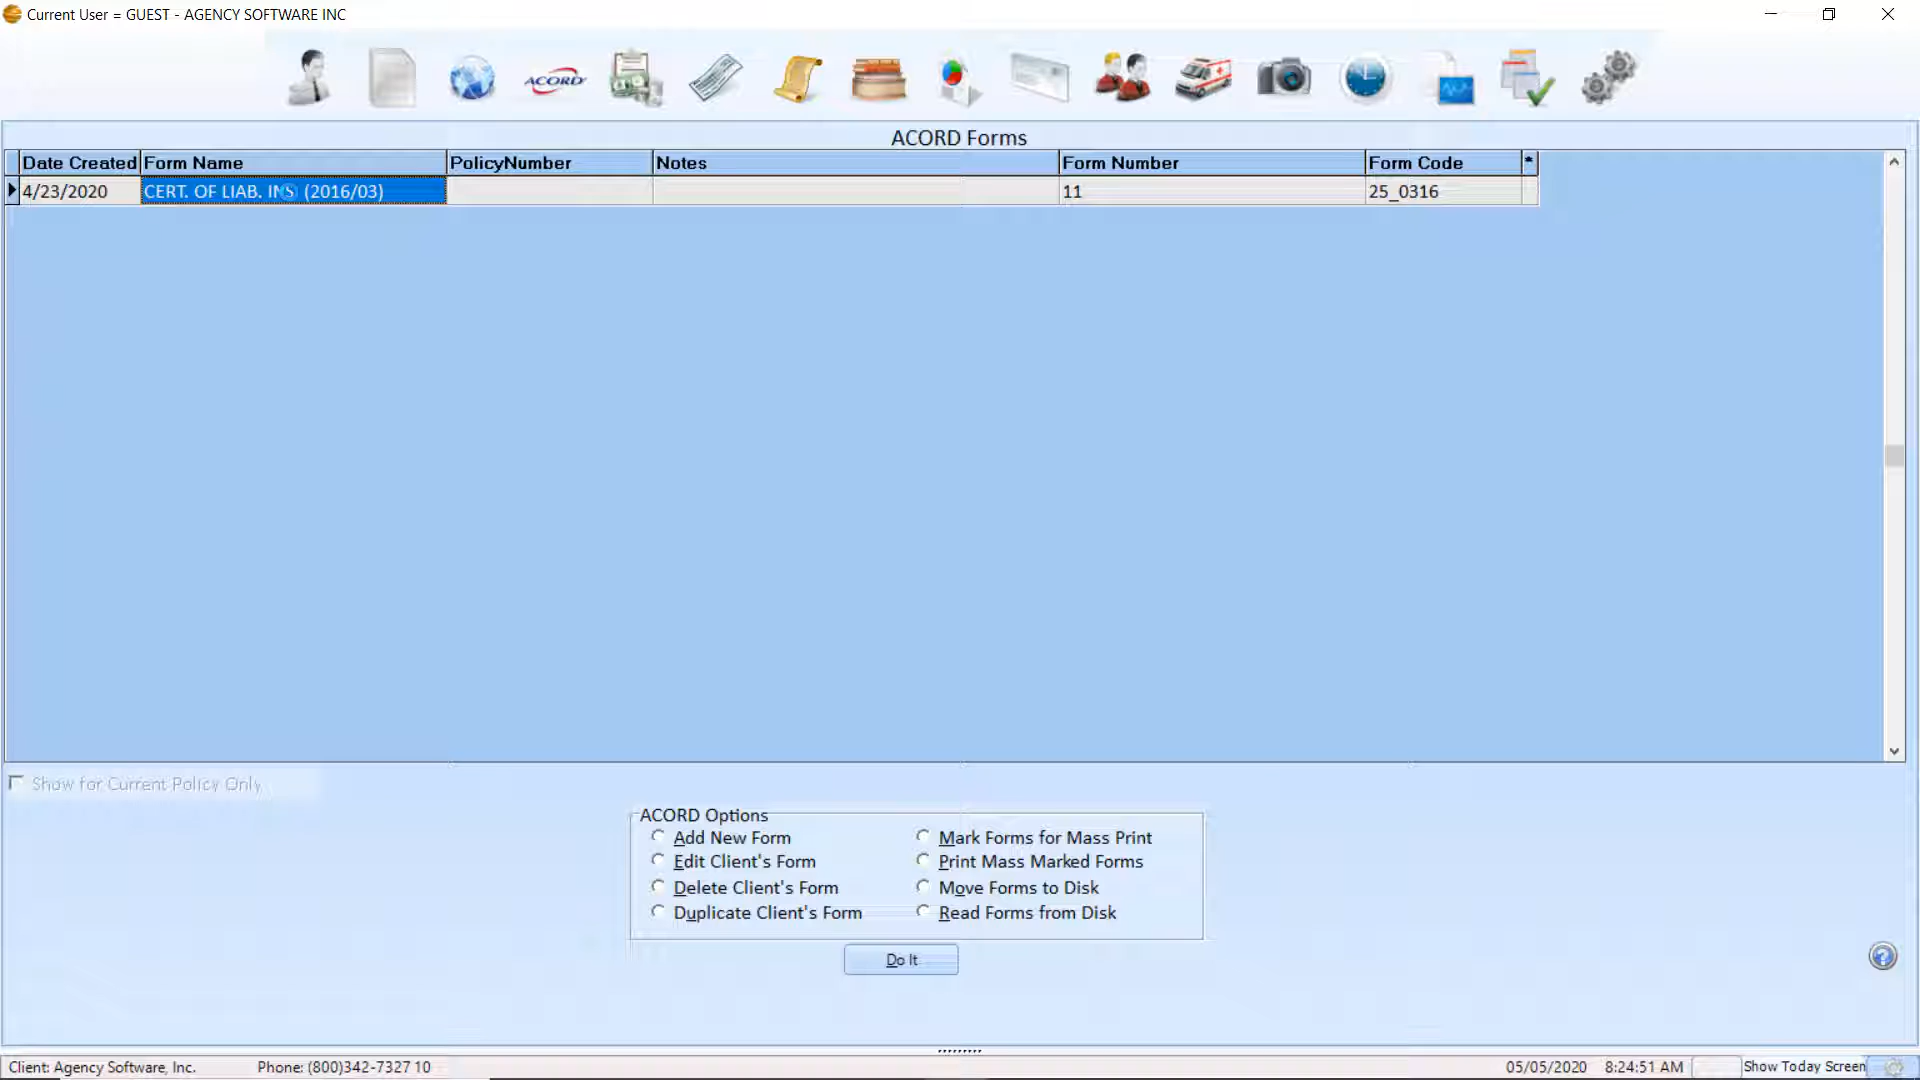 Current User = GUEST - AGENCY SOFTWARE INC
ACORD
ACORD Forms
Date Created Form Name PolicyNumber Notes Form Number Form Code *
4/23/2020 CERT. OF LIAB. INS (2016/03) 11 25_0316
Show for Current Policy Only
ACORD Options
Add New Form Mark Forms for Mass Print
Edit Client's Form Print Mass Marked Forms
Delete Client's Form Move Forms to Disk
Duplicate Client's Form Read Forms from Disk
Do It
?
Client: Agency Software, Inc. Phone: (800)342-7327 10 05/05/2020 8:24:51 AM Show Today Screen